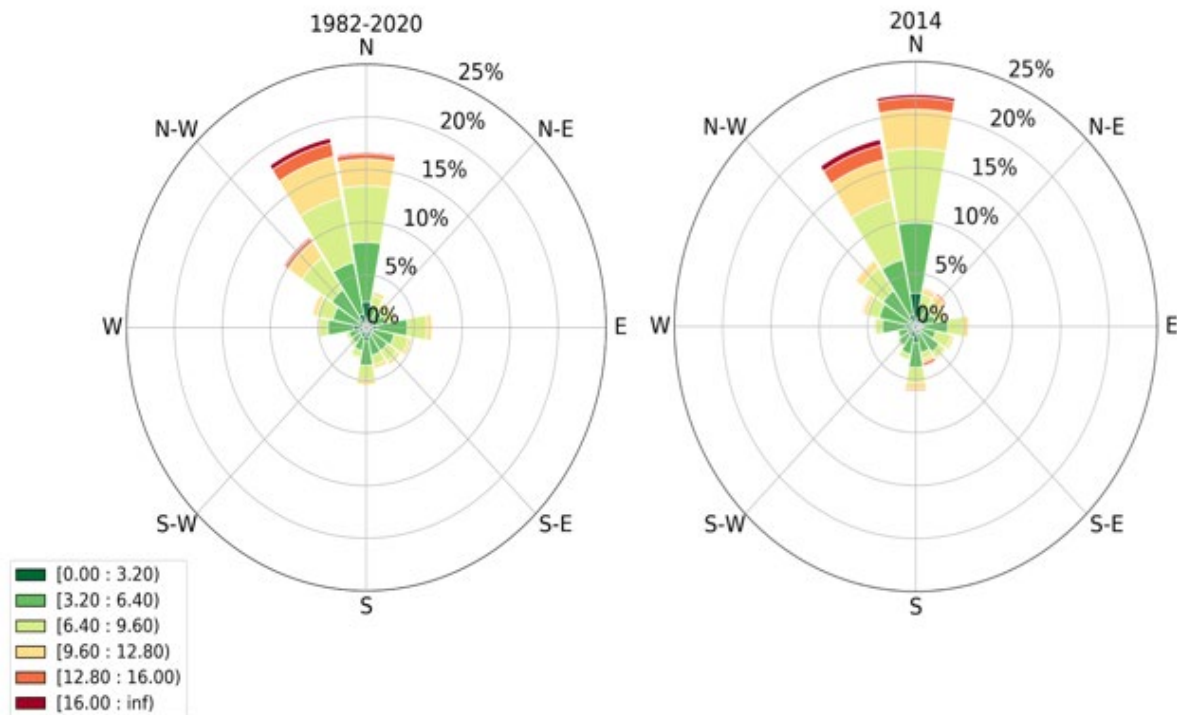 1982-2020
N
25%
N-W
N-E
20%
15%
10%
5%
0%
W
E
S-W
S-E
S
2014
N
25%
N-W
N-E
20%
15%
10%
5%
0%
W
E
S-W
S-E
S
[0.00 : 3.20)
[3.20 : 6.40)
[6.40 : 9.60)
[9.60 : 12.80)
[12.80 : 16.00)
[16.00 : inf)